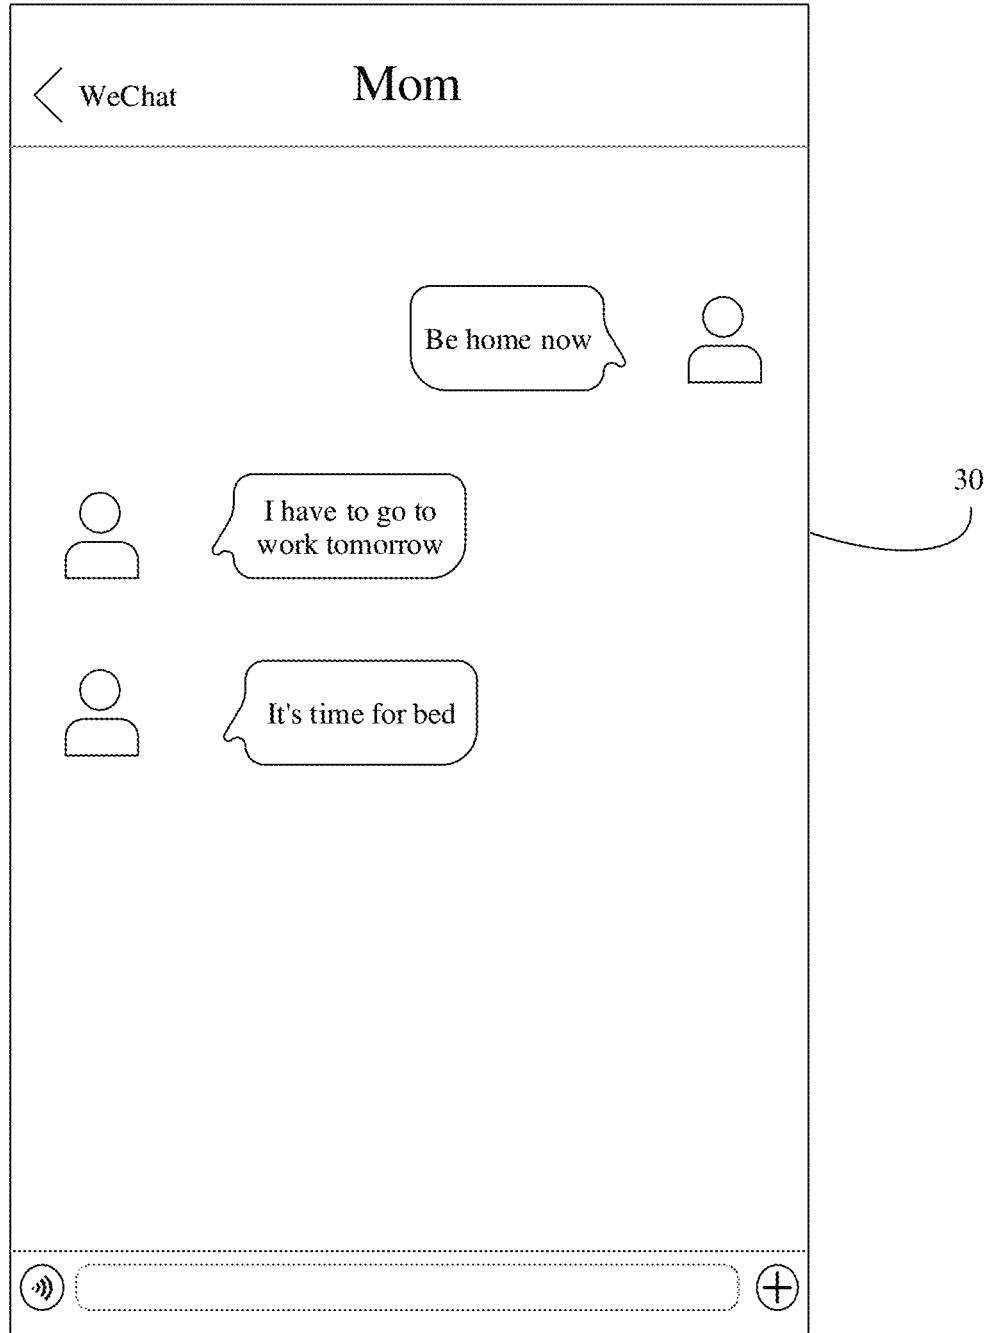 WeChat
Mom
Be home now
I have to go to
work tomorrow
It's time for bed
30